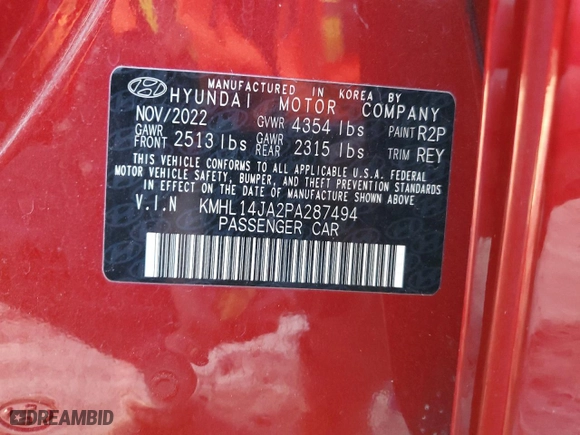 MANUFACTURED IN KOREA BY
HYUNDAI MOTOR COMPANY
NOV/2022 GVWR 4354 lbs PAINT R2P
GAWR FRONT 2513 lbs GAWR REAR 2315 lbs TRIM REY
THIS VEHICLE CONFORMS TO ALL APPLICABLE U.S.A. FEDERAL
MOTOR VEHICLE SAFETY, BUMPER, AND THEFT PREVENTION STANDARDS
IN EFFECT ON THE DATE OF MANUFACTURE SHOWN ABOVE.
V.I.N KMHL14JA2PA287494
PASSENGER CAR
DREAMBID